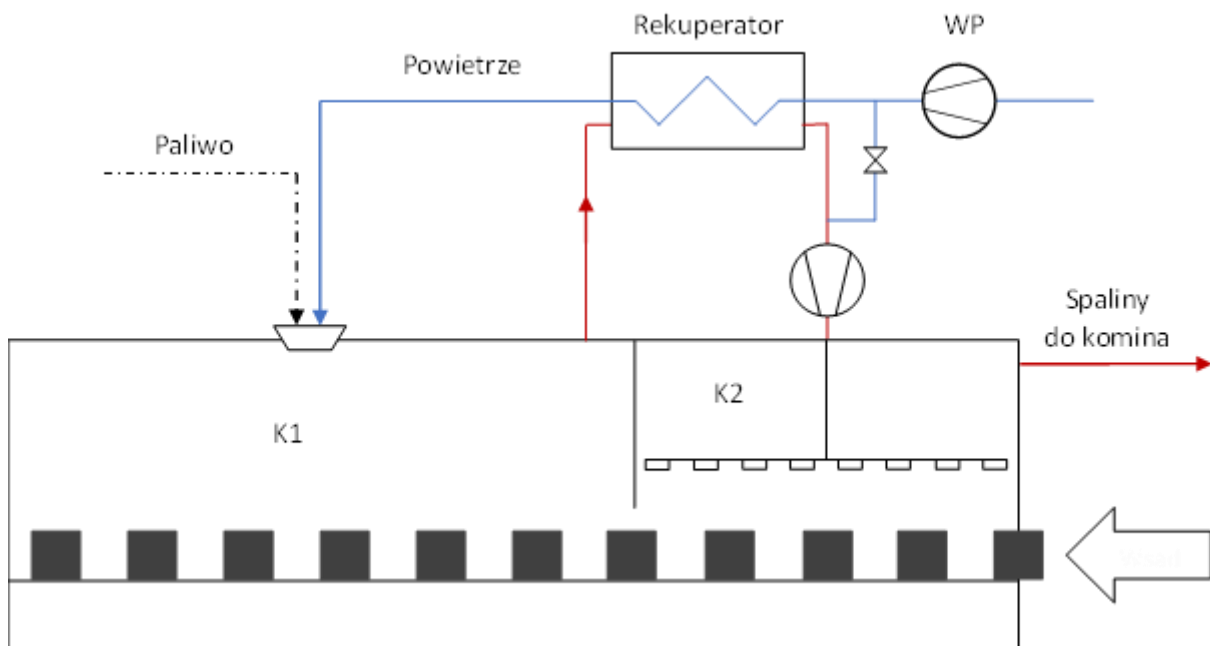 Rekuperator
WP
Powietrze
Paliwo
Spaliny
do komina
K2
K1